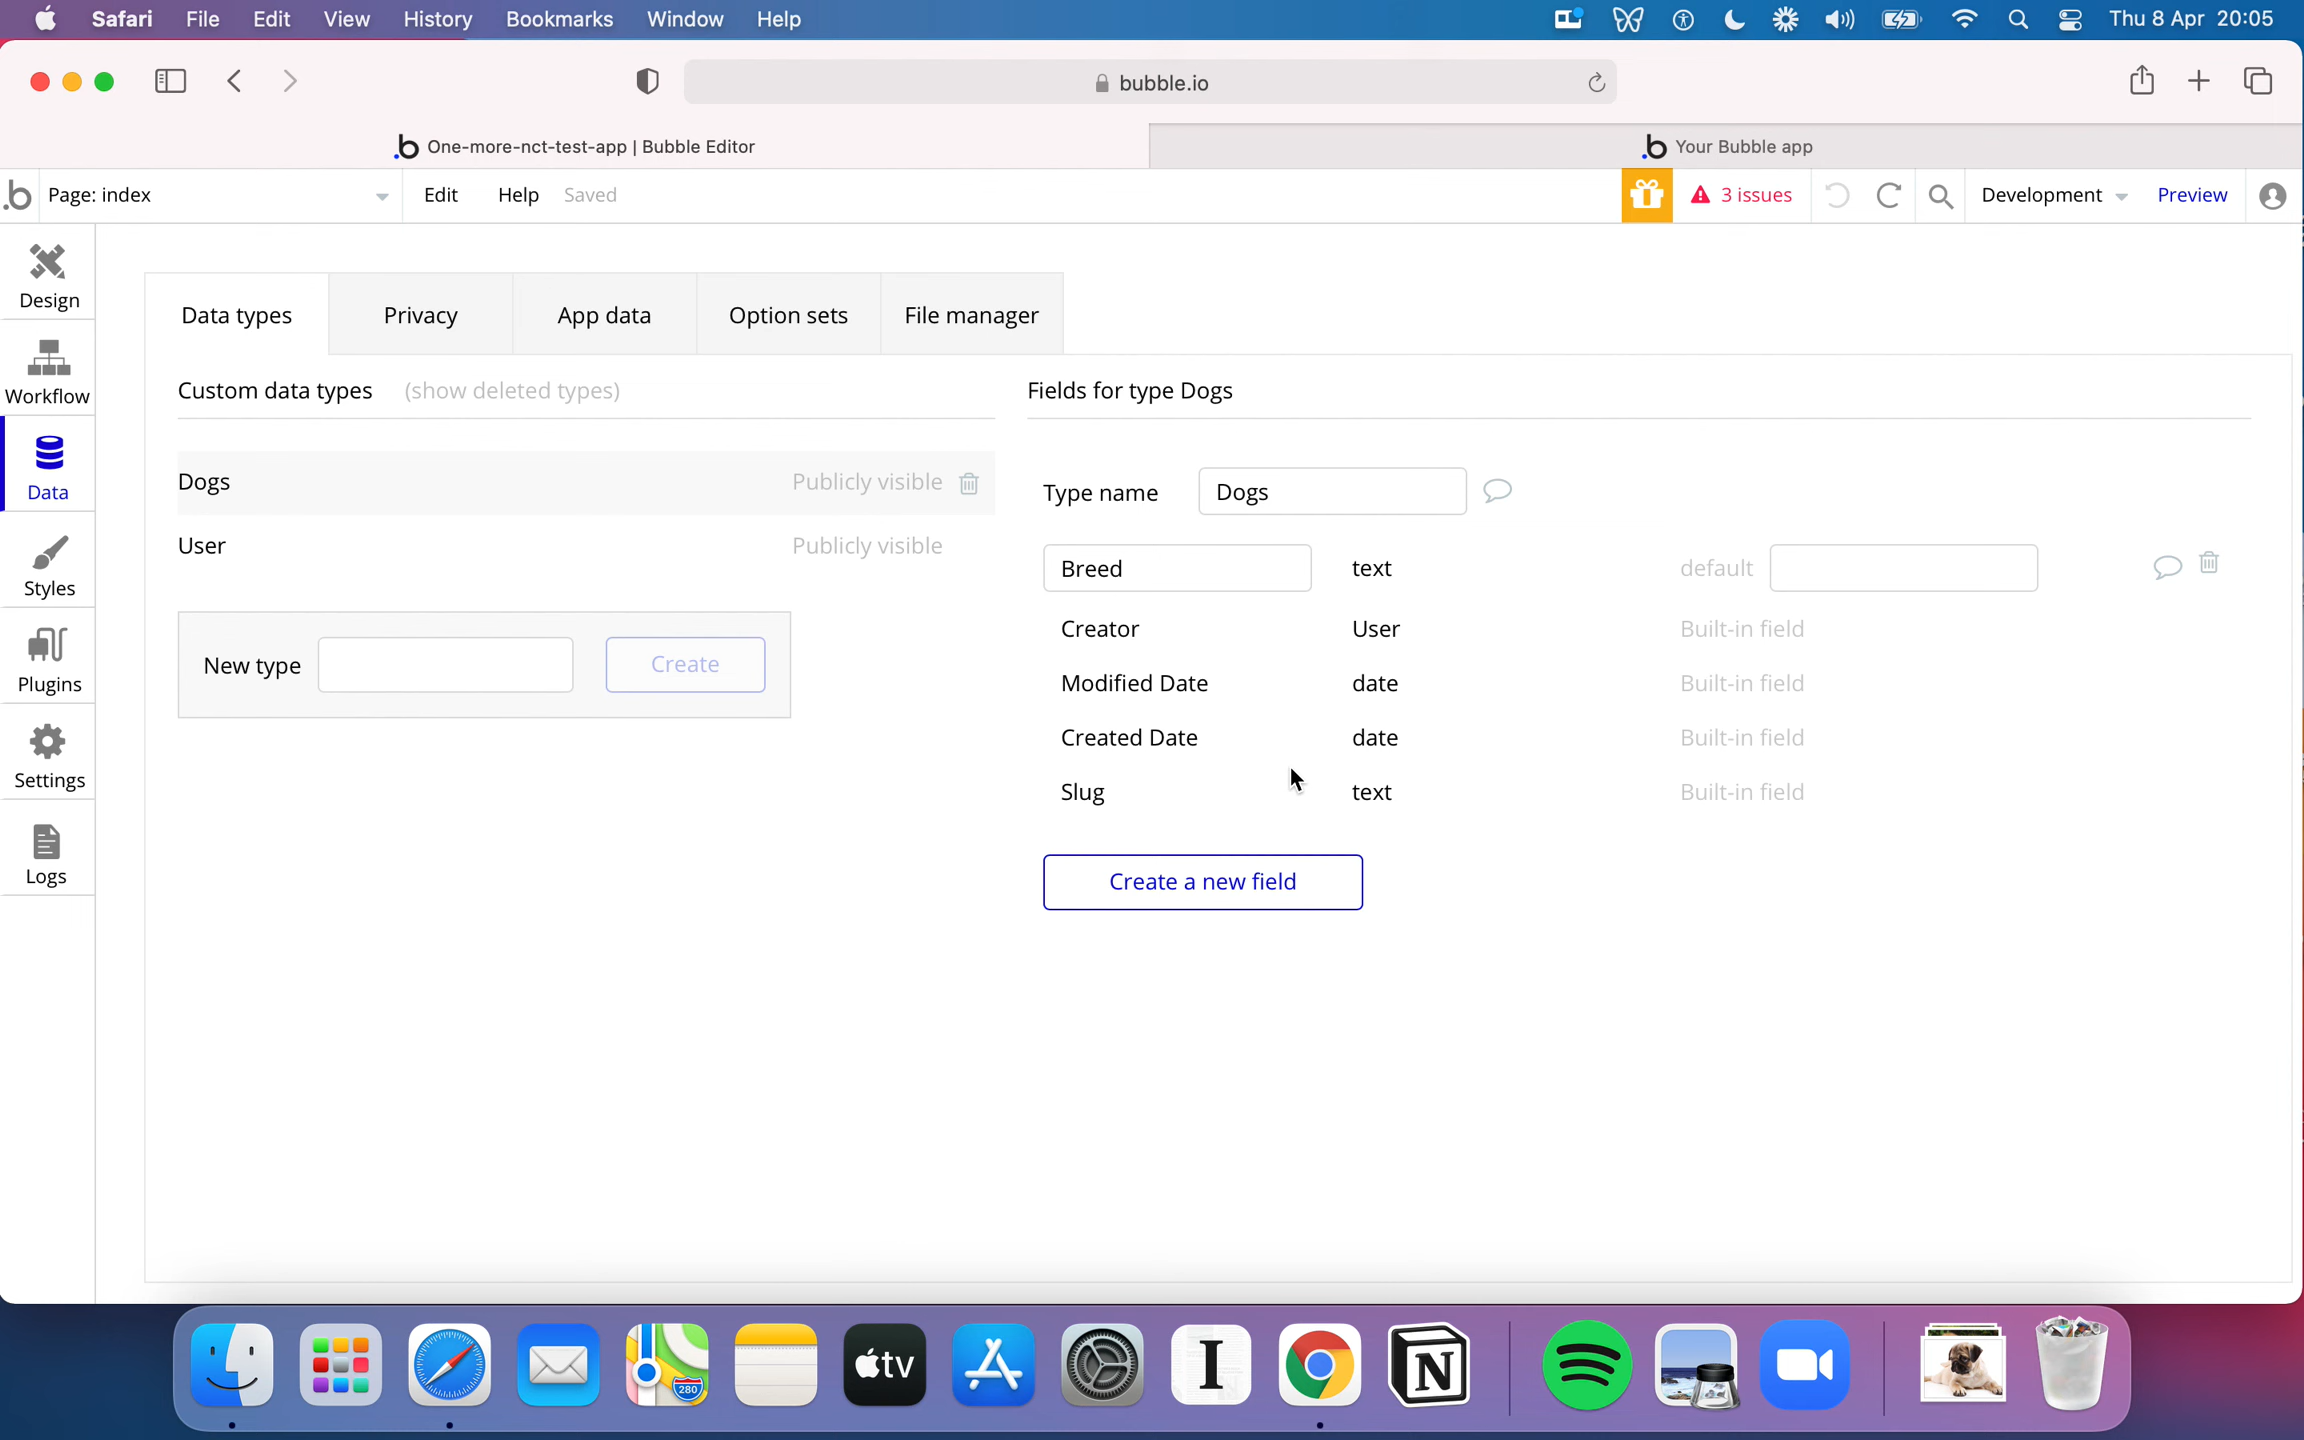 Safari File Edit View History Bookmarks Window Help Thu 8 Apr 20:05
bubble.io
One-more-nct-test-app | Bubble Editor
Your Bubble app
Page: index Edit Help Saved 3 issues Development Preview
Design
Workflow
Data
Styles
Plugins
Settings
Logs
Data types Privacy App data Option sets File manager
Custom data types (show deleted types)
Dogs Publicly visible
User Publicly visible
New type Create
Fields for type Dogs
Type name Dogs
Breed text default
Creator User Built-in field
Modified Date date Built-in field
Created Date date Built-in field
Slug text Built-in field
Create a new field
280
tv
I
N